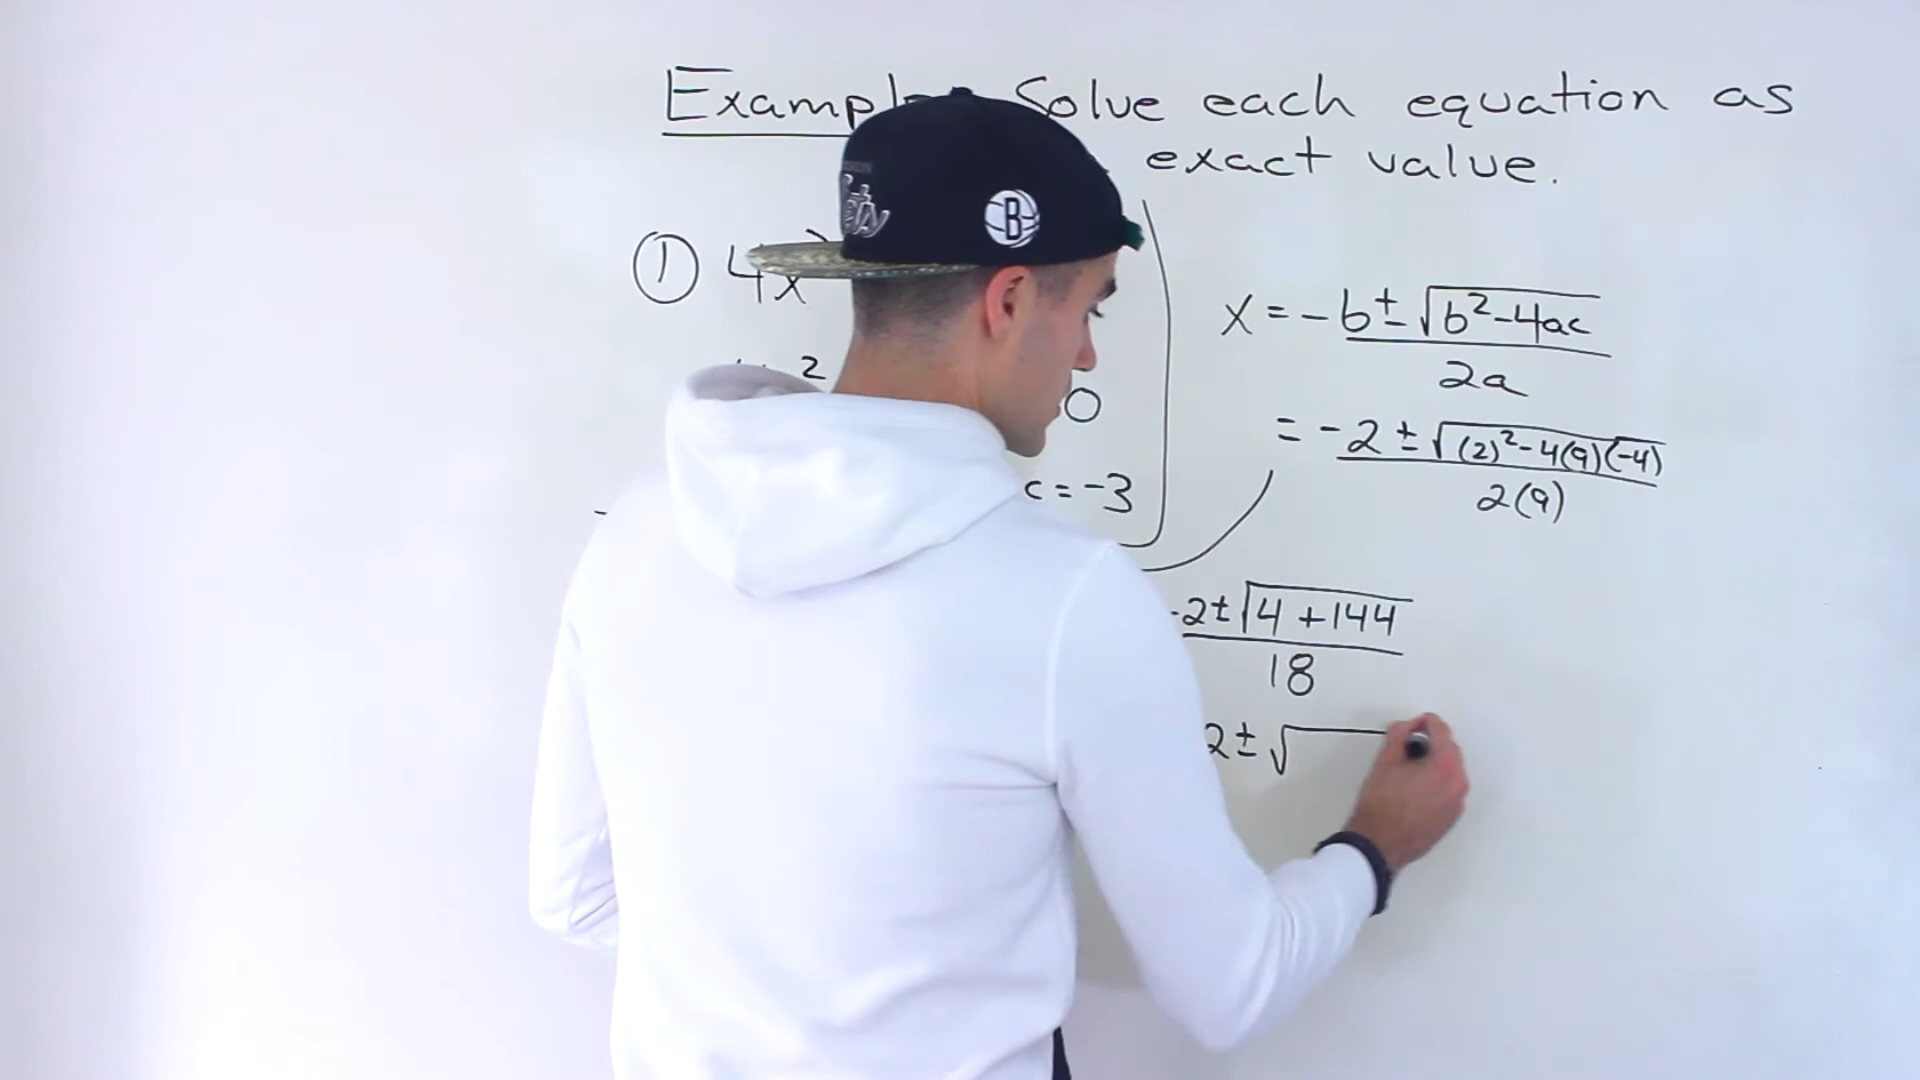 Example Solve each equation as
exact value.
① 4x
2
0
c = -3
x = -b ± √b²-4ac
2a
= -2 ± √(2)²-4(9)(-4)
2(9)
-2 ± √4 + 144
18
2 ± √
B